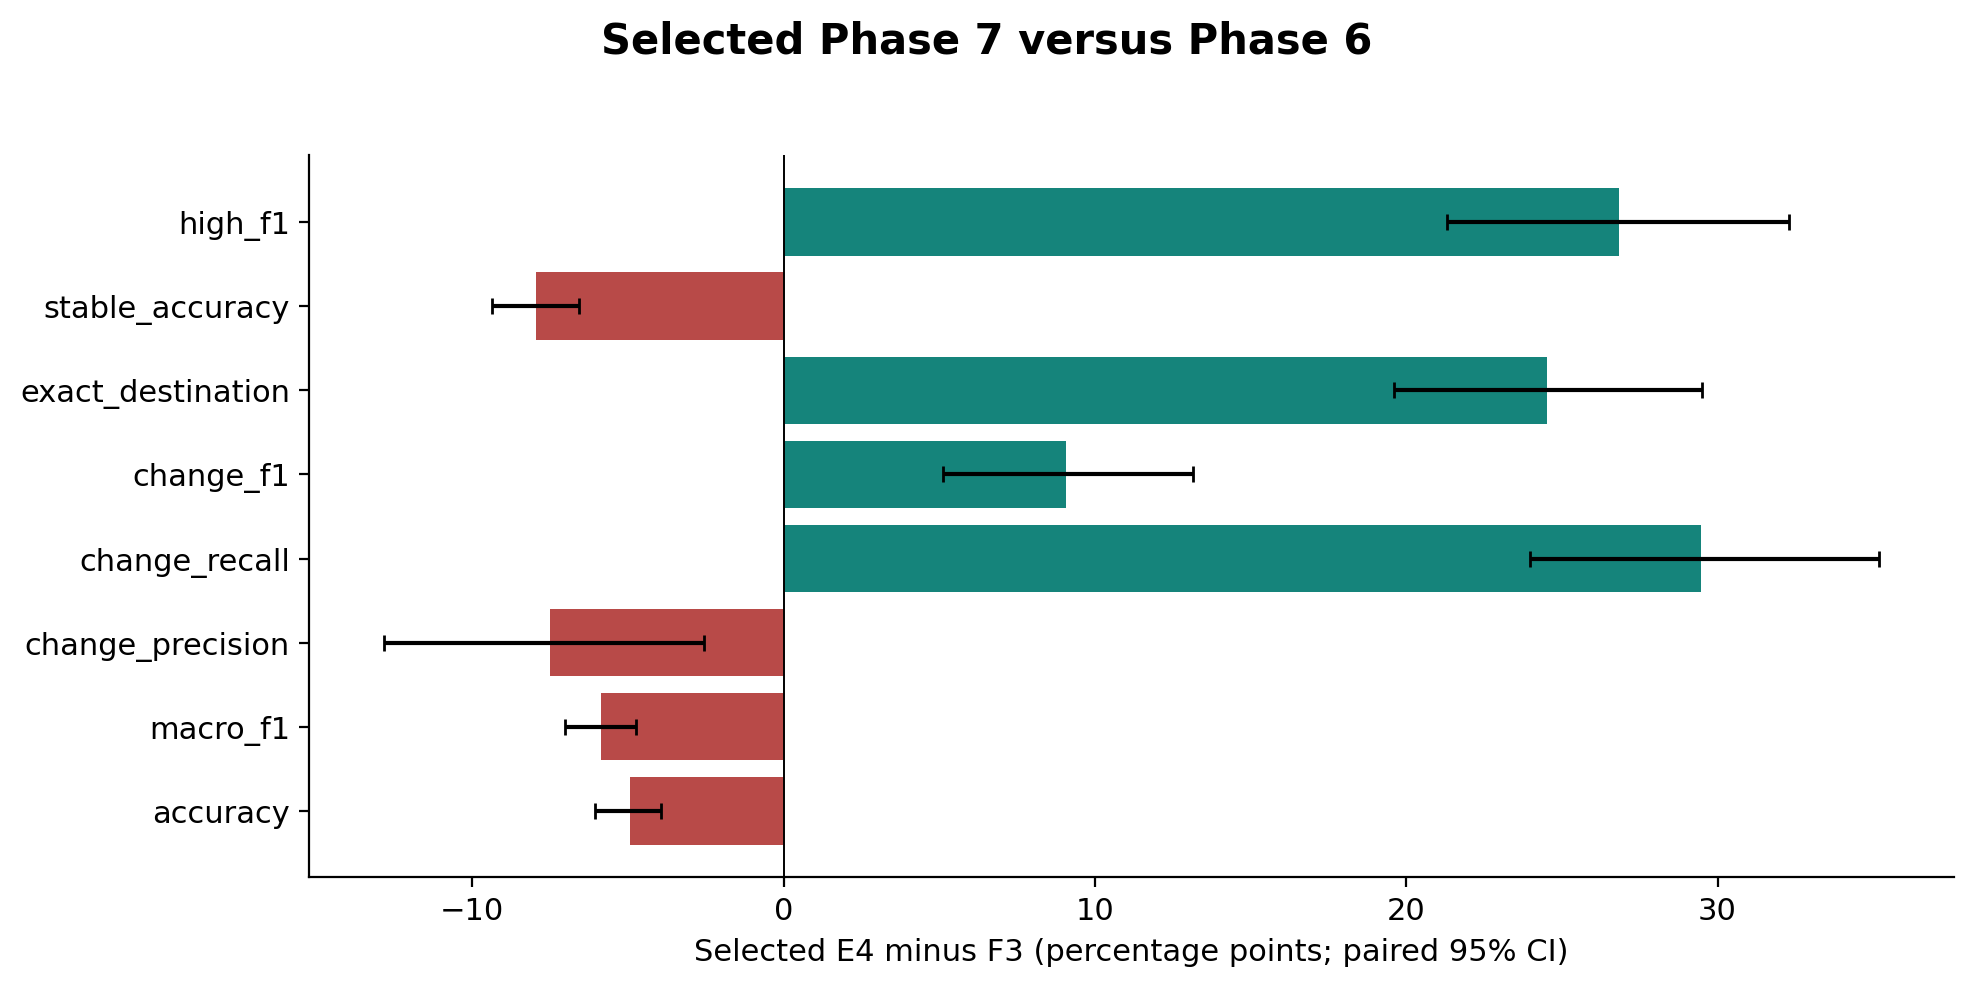 Selected Phase 7 versus Phase 6
high_f1
stable_accuracy
exact_destination
change_f1
change_recall
change_precision
macro_f1
accuracy
−10 0 10 20 30
Selected E4 minus F3 (percentage points; paired 95% CI)